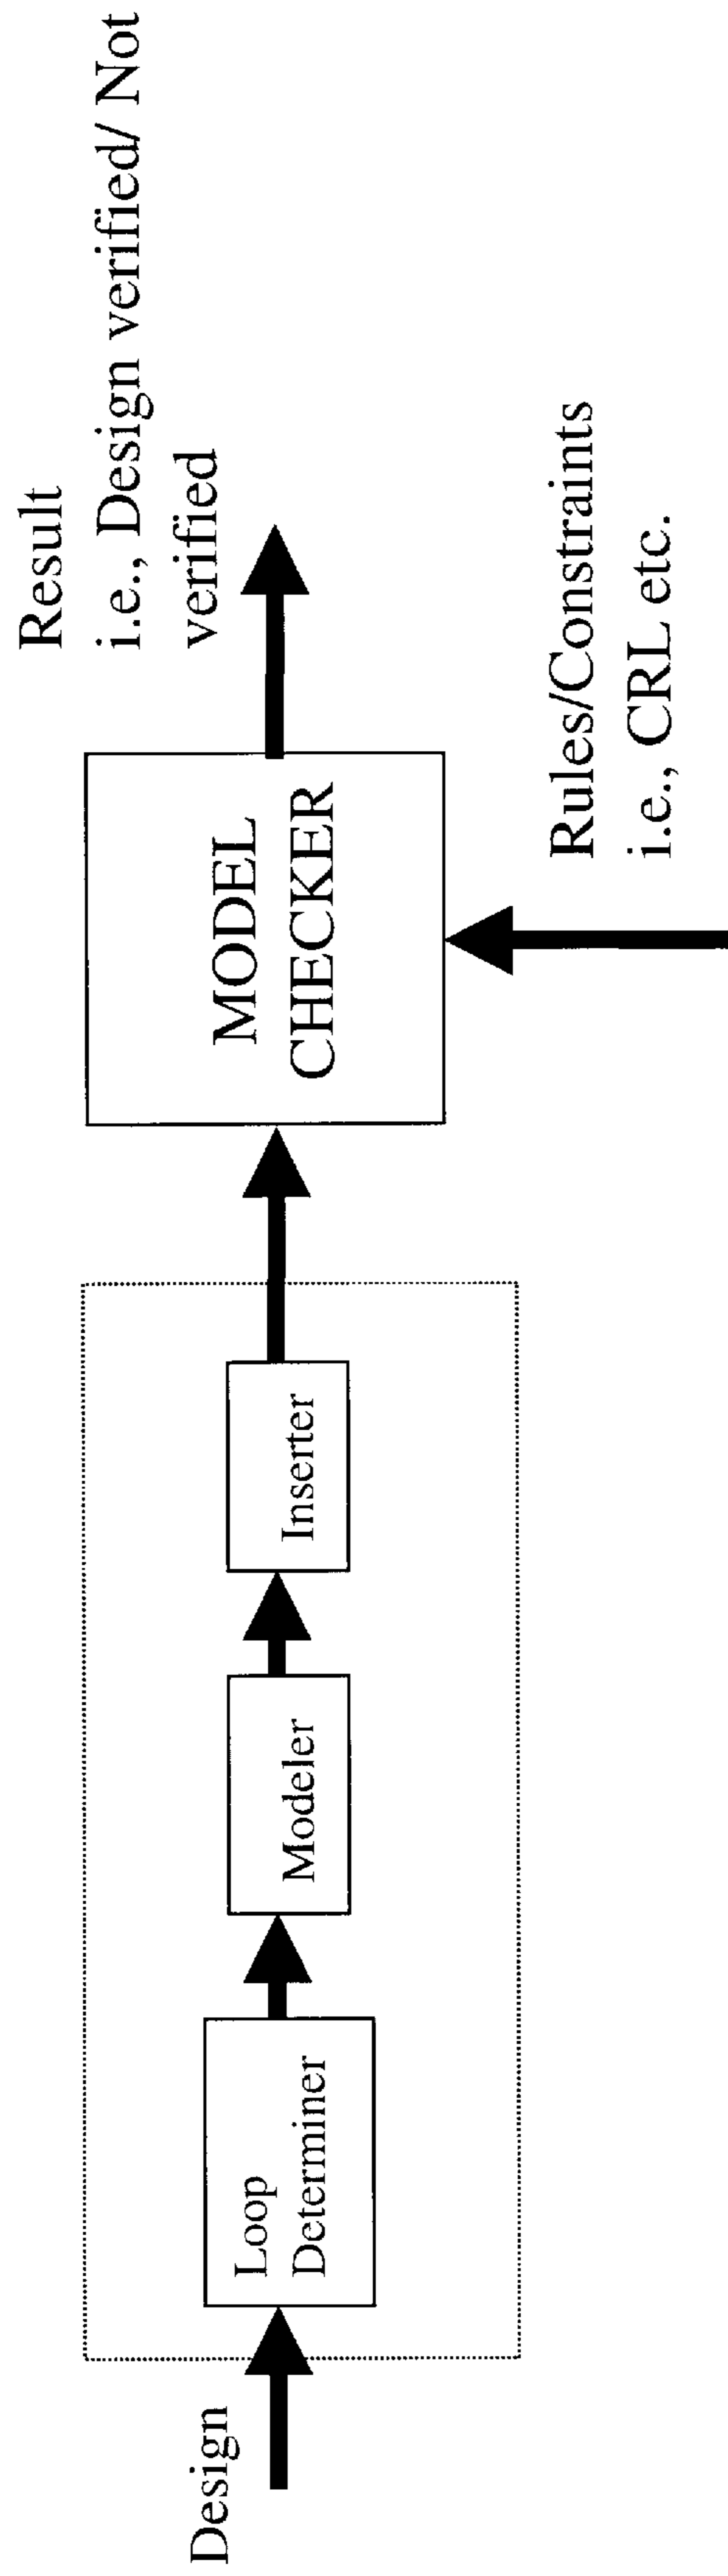 Design
Loop
Determiner
Modeler
Inserter
MODEL
CHECKER
Result
i.e., Design verified/ Not
verified
Rules/Constraints
i.e., CRL etc.